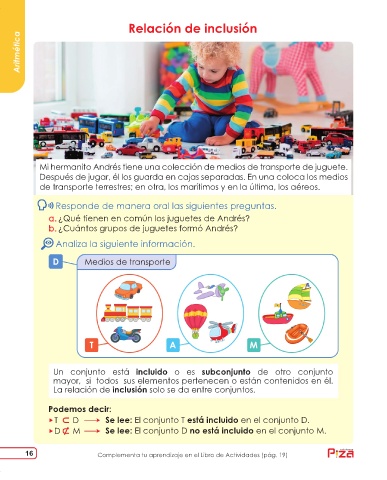 Aritmética
Relación de inclusión
Mi hermanito Andrés tiene una colección de medios de transporte de juguete.
Después de jugar, él los guarda en cajas separadas. En una coloca los medios
de transporte terrestres; en otra, los marítimos y en la última, los aéreos.
Responde de manera oral las siguientes preguntas.
a. ¿Qué tienen en común los juguetes de Andrés?
b. ¿Cuántos grupos de juguetes formó Andrés?
Analiza la siguiente información.
D Medios de transporte
T A M
Un conjunto está incluido o es subconjunto de otro conjunto
mayor, si todos sus elementos pertenecen o están contenidos en él.
La relación de inclusión solo se da entre conjuntos.
Podemos decir:
T ⊂ D → Se lee: El conjunto T está incluido en el conjunto D.
D ⊄ M → Se lee: El conjunto D no está incluido en el conjunto M.
16 Complementa tu aprendizaje en el Libro de Actividades (pág. 19)